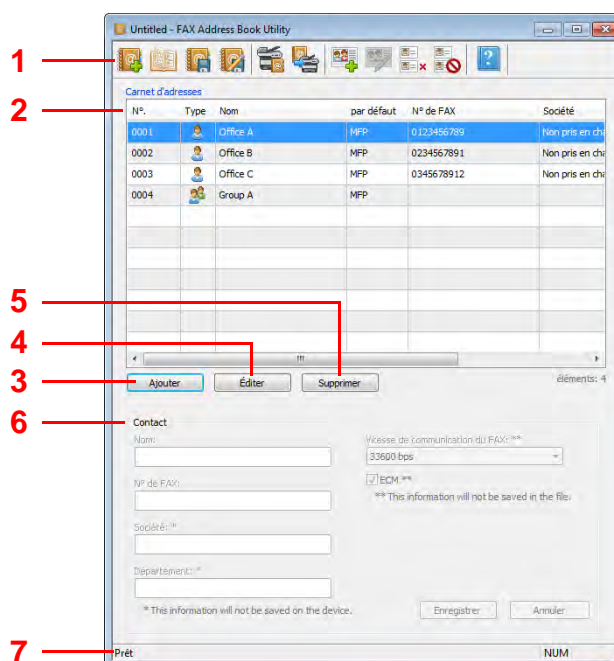 Untitled - FAX Address Book Utility
1
Carnet d'adresses
2
N°. Type Nom par défaut N° de FAX Société
0001 Office A MFP 0123456789 Non pris en cha
0002 Office B MFP 0234567891 Non pris en cha
0003 Office C MFP 0345678912 Non pris en cha
0004 Group A MFP
5
4
3
Ajouter Éditer Supprimer éléments: 4
6
Contact
Nom: Vitesse de communication du FAX: **
33600 bps
N° de FAX: ECM **
** This information will not be saved in the file.
Société: *
Département: *
* This information will not be saved on the device. Enregistrer Annuler
7
Prêt NUM